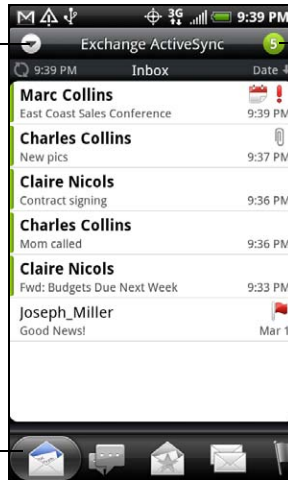 3G 9:39 PM
Exchange ActiveSync 5
9:39 PM Inbox Date
Marc Collins
East Coast Sales Conference 9:39 PM
Charles Collins
New pics 9:37 PM
Claire Nicols
Contract signing 9:36 PM
Charles Collins
Mom called 9:36 PM
Claire Nicols
Fwd: Budgets Due Next Week 9:33 PM
Joseph_Miller
Good News! Mar 1